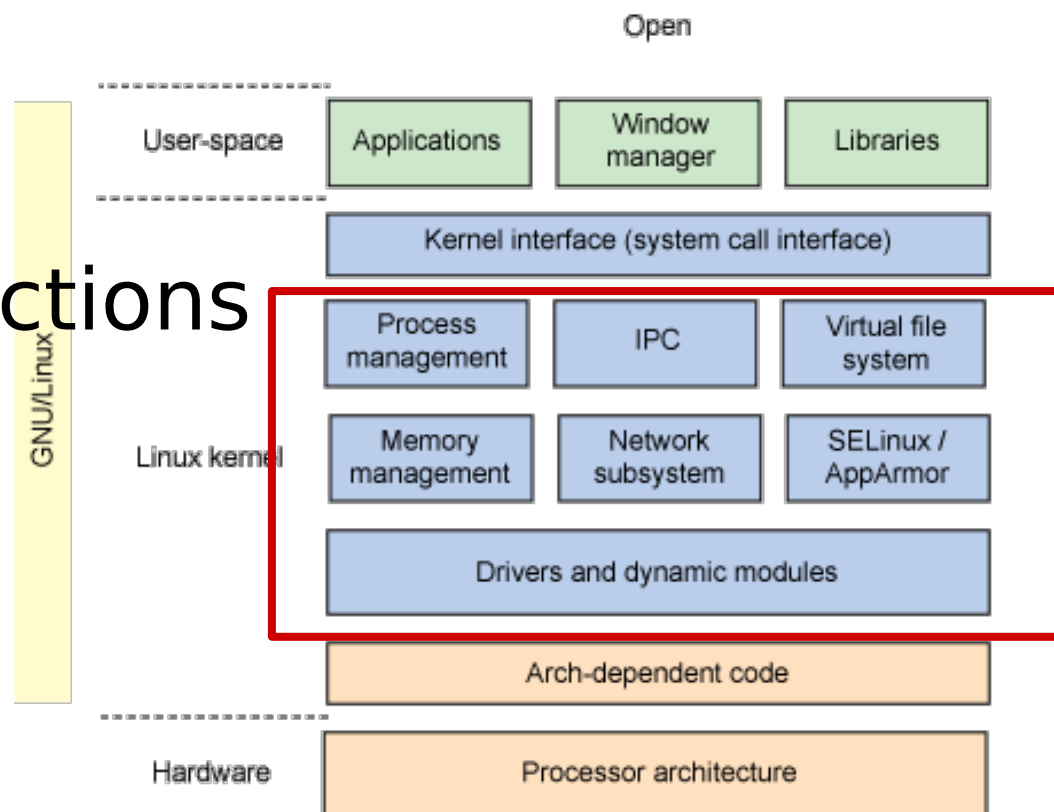 Open
User-space
Applications
Window
manager
Libraries
Kernel interface (system call interface)
ctions
GNU/Linux
Linux kernel
Process
management
IPC
Virtual file
system
Memory
management
Network
subsystem
SELinux /
AppArmor
Drivers and dynamic modules
Arch-dependent code
Hardware
Processor architecture